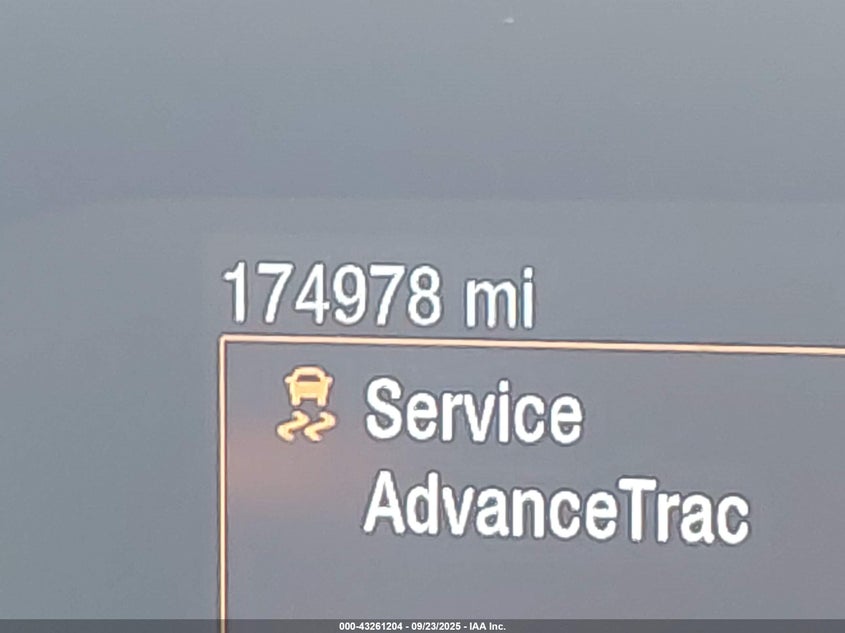 174978 mi
Service
AdvanceTrac
000-43261204 - 09/23/2025 - IAA Inc.